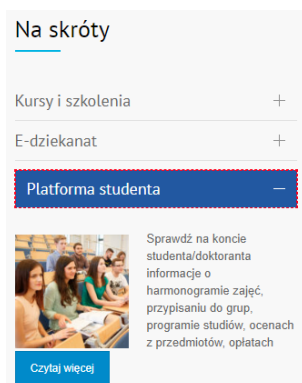 Na skróty
Kursy i szkolenia
E-dziekanat
Platforma studenta
Sprawdź na koncie
studenta/doktoranta
informacje o
harmonogramie zajęć,
przypisaniu do grup,
programie studiów, ocenach
z przedmiotów, opłatach
Czytaj więcej